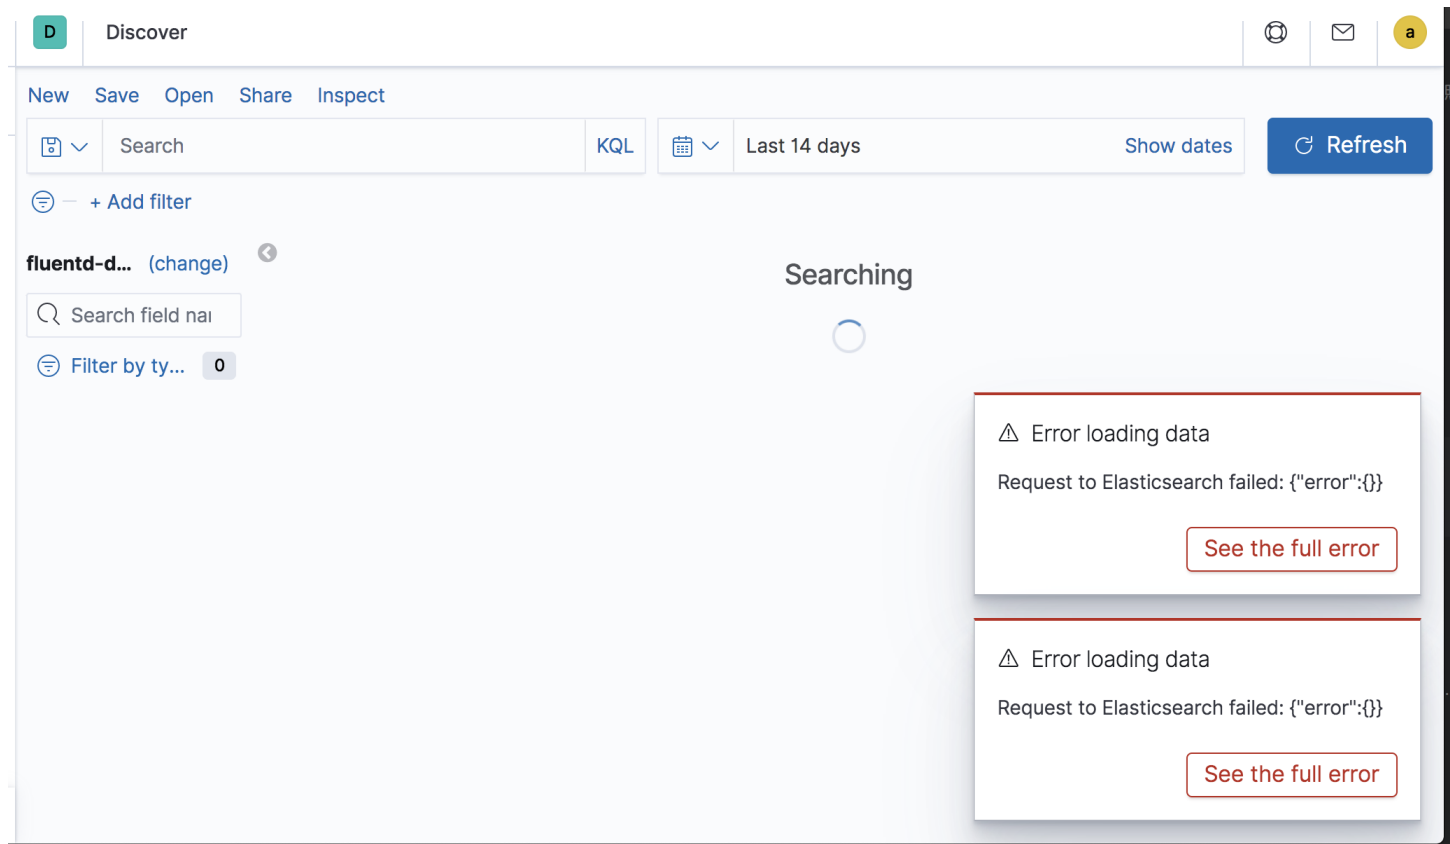 D Discover a
New Save Open Share Inspect
Search KQL Last 14 days Show dates Refresh
+ Add filter
fluentd-d... (change)
Searching
Search field nar
Filter by ty... 0
Error loading data
Request to Elasticsearch failed: {"error":{}}
See the full error
Error loading data
Request to Elasticsearch failed: {"error":{}}
See the full error